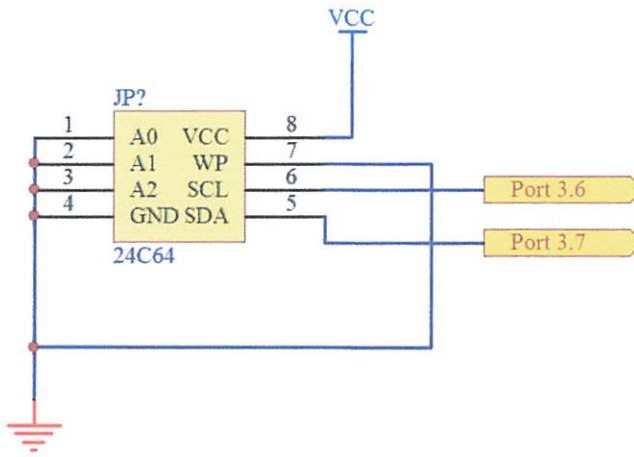 VCC
JP?
1 A0 VCC 8
2 A1 WP 7
3 A2 SCL 6
4 GND SDA 5
24C64
Port 3.6
Port 3.7